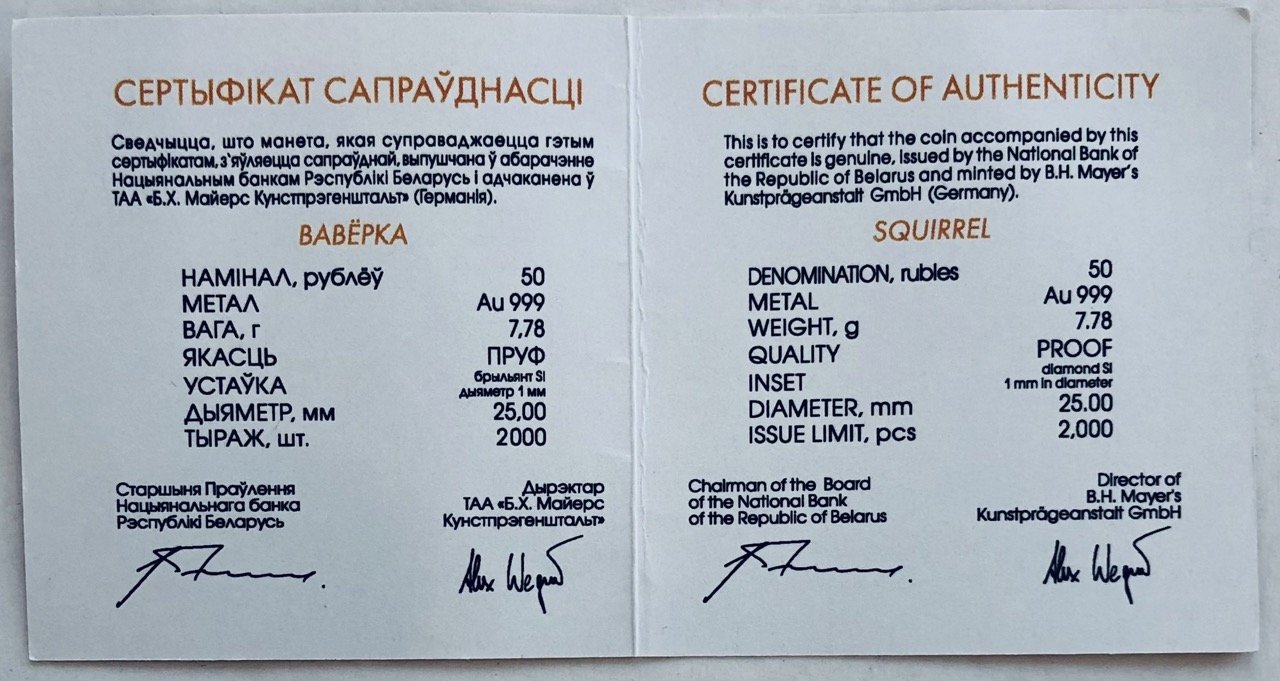 СЕРТЫФІКАТ САПРАЎДНАСЦІ
Сведчыцца, што манета, якая суправаджаецца гэтым
сертыфікатам, з'яўляецца сапраўднай, выпушчана ў абарачэнне
Нацыянальным банкам Рэспублікі Беларусь і адчаканена ў
ТАА «Б.Х. Майерс Кунстпрэгенштальт» (Германія).
ВАВЁРКА
НАМІНАЛ, рублёў 50
МЕТАЛ Au 999
ВАГА, г 7,78
ЯКАСЦЬ ПРУФ
УСТАЎКА брыльянт SI
дыяметр 1 мм
ДЫЯМЕТР, мм 25,00
ТЫРАЖ, шт. 2000
Старшыня Праўлення
Нацыянальнага банка
Рэспублікі Беларусь
Дырэктар
ТАА «Б.Х. Майерс
Кунстпрэгенштальт»
CERTIFICATE OF AUTHENTICITY
This is to certify that the coin accompanied by this
certificate is genuine, issued by the National Bank of
the Republic of Belarus and minted by B.H. Mayer's
Kunstprägeanstalt GmbH (Germany).
SQUIRREL
DENOMINATION, rubles 50
METAL Au 999
WEIGHT, g 7.78
QUALITY PROOF
INSET diamond SI
1 mm in diameter
DIAMETER, mm 25.00
ISSUE LIMIT, pcs 2,000
Chairman of the Board
of the National Bank
of the Republic of Belarus
Director of
B.H. Mayer's
Kunstprägeanstalt GmbH